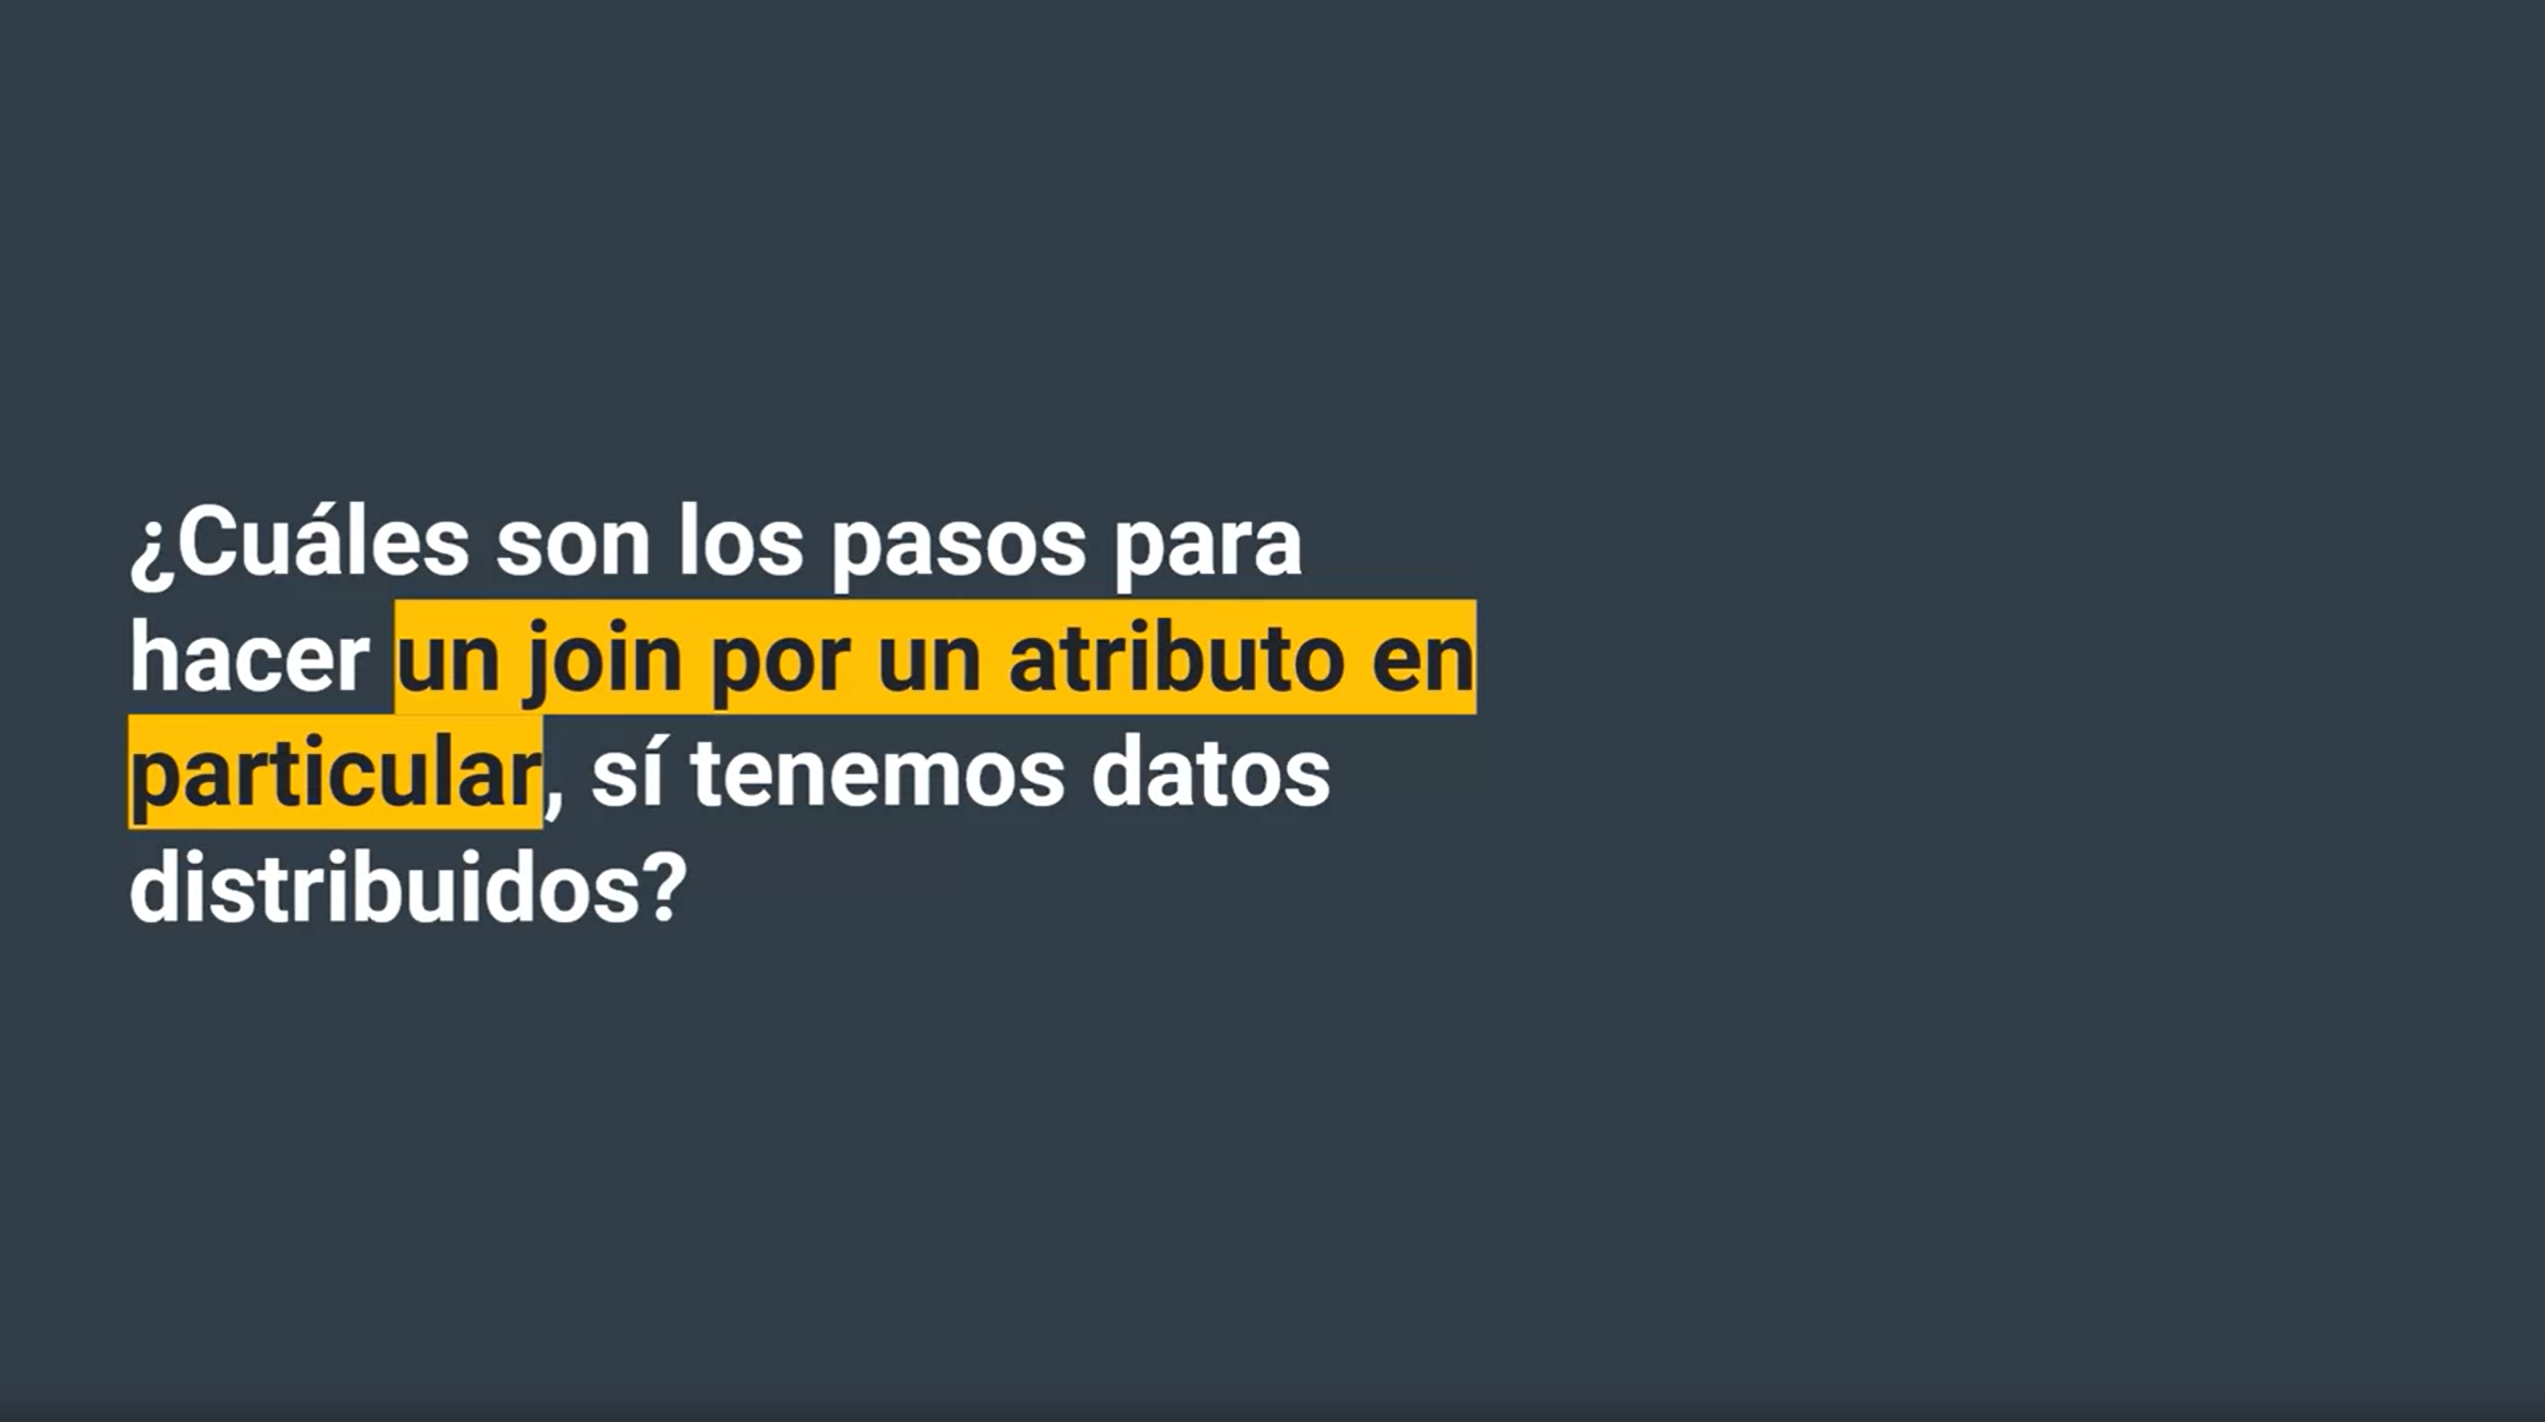 ¿Cuáles son los pasos para
hacer un join por un atributo en
particular, sí tenemos datos
distribuidos?